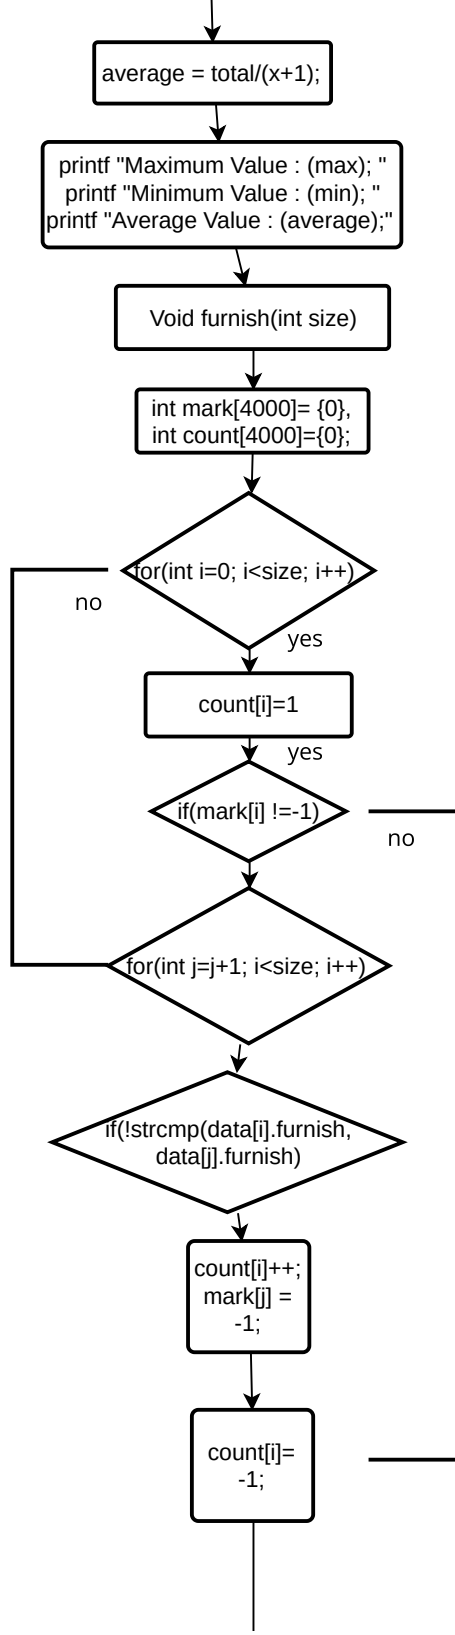 average = total/(x+1);
printf "Maximum Value : (max); "
printf "Minimum Value : (min); "
printf "Average Value : (average);"
Void furnish(int size)
int mark[4000]= {0},
int count[4000]={0};
for(int i=0; i<size; i++)
no
yes
count[i]=1
yes
if(mark[i] !=-1)
no
for(int j=j+1; i<size; i++)
if(!strcmp(data[i].furnish,
data[j].furnish)
count[i]++;
mark[j] =
-1;
count[i]=
-1;